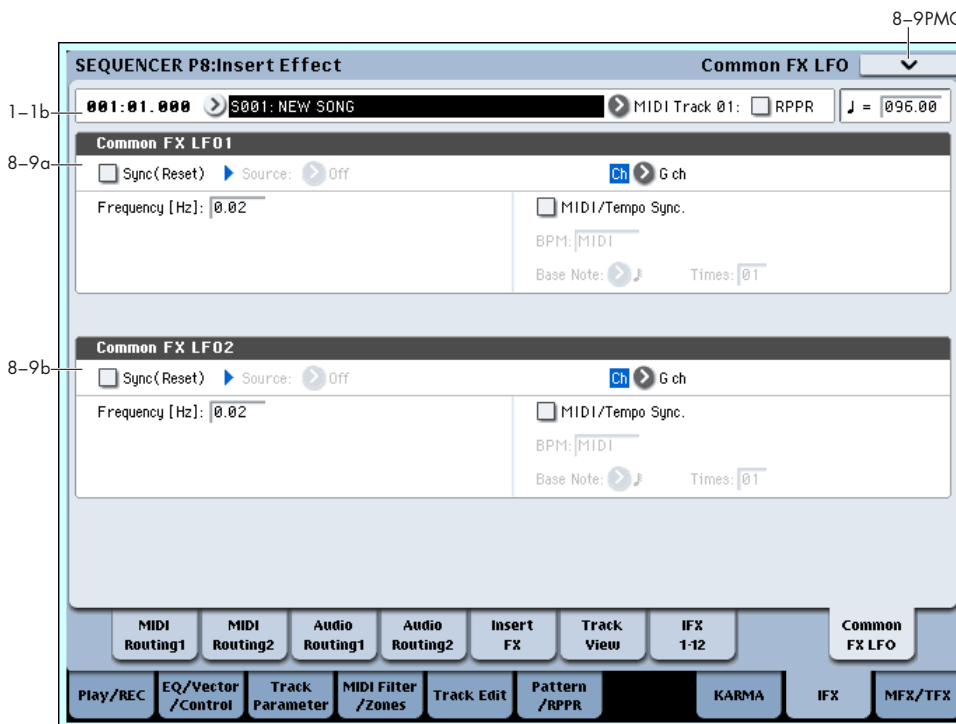 8–9PMC
SEQUENCER P8:Insert Effect Common FX LFO
1–1b 001:01.000 S001: NEW SONG MIDI Track 01: RPPR ♩ = 096.00
Common FX LFO1
8–9a Sync(Reset) Source: Off Ch G ch
Frequency [Hz]: 0.02 MIDI/Tempo Sync.
BPM: MIDI
Base Note: Times: 01
Common FX LFO2
8–9b Sync(Reset) Source: Off Ch G ch
Frequency [Hz]: 0.02 MIDI/Tempo Sync.
BPM: MIDI
Base Note: Times: 01
MIDI Routing1 MIDI Routing2 Audio Routing1 Audio Routing2 Insert FX Track View IFX 1-12 Common FX LFO
Play/REC EQ/Vector /Control Track Parameter MIDI Filter /Zones Track Edit Pattern /RPPR KARMA IFX MFX/TFX